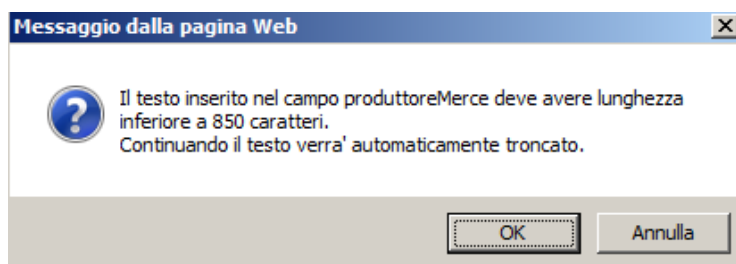 Messaggio dalla pagina Web
Il testo inserito nel campo produttoreMerce deve avere lunghezza
inferiore a 850 caratteri.
Continuando il testo verra' automaticamente troncato.
OK
Annulla